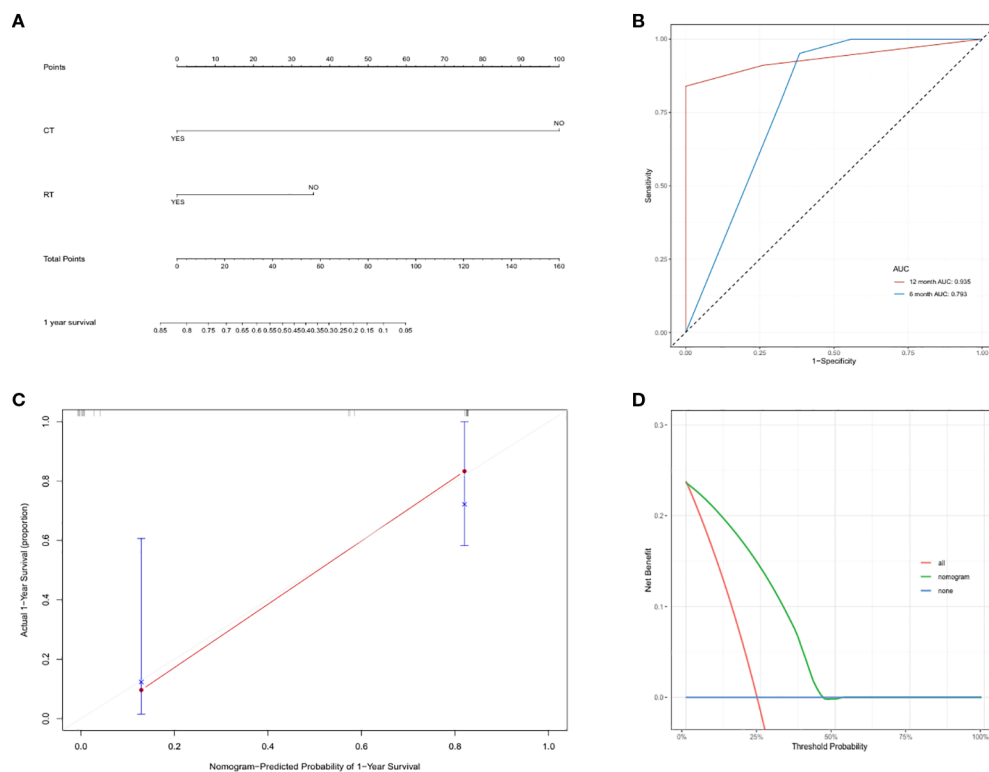 A
Points
0 10 20 30 40 50 60 70 80 90 100
CT
NO
YES
RT
NO
YES
Total Points
0 20 40 60 80 100 120 140 160
1 year survival
0.85 0.8 0.75 0.7 0.65 0.6 0.55 0.5 0.45 0.40 0.35 0.30 0.25 0.2 0.15 0.1 0.05
B
1.00
0.75
0.50
0.25
0.00
Sensitivity
AUC
12 month AUC: 0.935
6 month AUC: 0.793
0.00 0.25 0.50 0.75 1.00
1-Specificity
C
1.0
0.8
0.6
0.4
0.2
0.0
Actual 1-Year Survival (proportion)
0.0 0.2 0.4 0.6 0.8 1.0
Nomogram-Predicted Probability of 1-Year Survival
D
0.3
0.2
0.1
0.0
Net Benefit
all
nomogram
none
0% 25% 50% 75% 100%
Threshold Probability